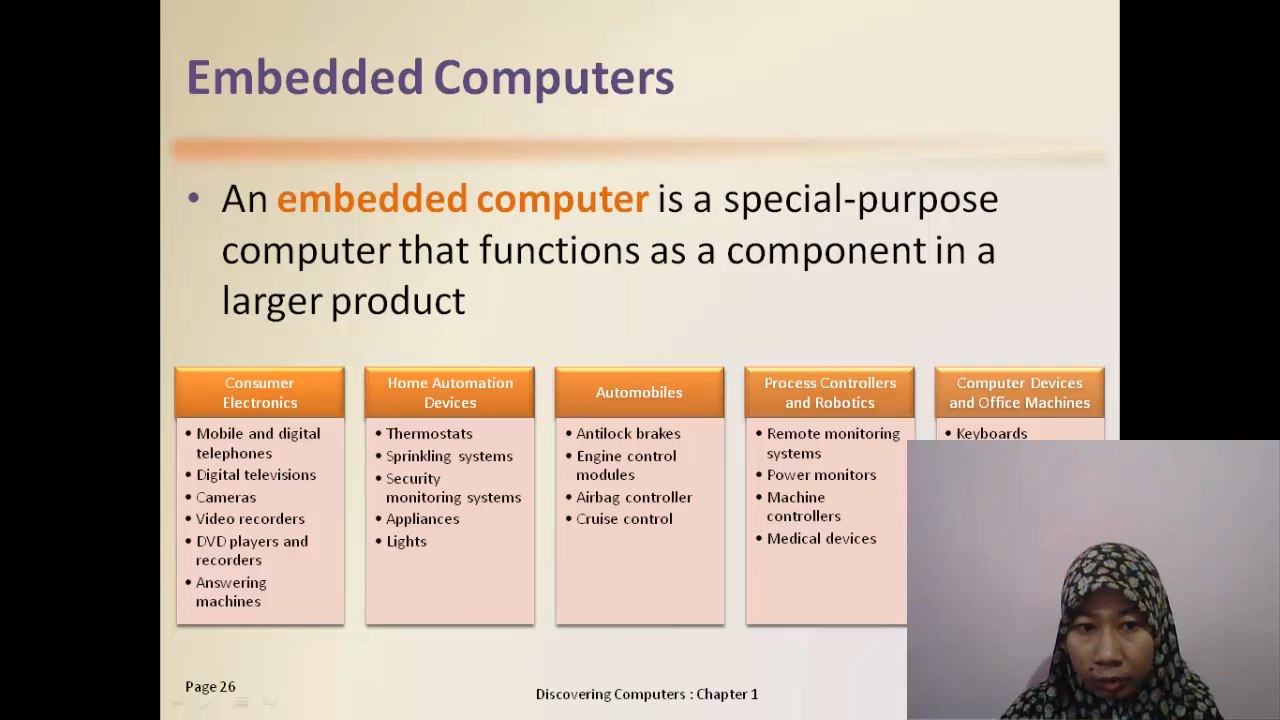 Embedded Computers
• An embedded computer is a special-purpose
computer that functions as a component in a
larger product
Consumer
Electronics
• Mobile and digital
telephones
• Digital televisions
• Cameras
• Video recorders
• DVD players and
recorders
• Answering
machines
Home Automation
Devices
• Thermostats
• Sprinkling systems
• Security
monitoring systems
• Appliances
• Lights
Automobiles
• Antilock brakes
• Engine control
modules
• Airbag controller
• Cruise control
Process Controllers
and Robotics
• Remote monitoring
systems
• Power monitors
• Machine
controllers
• Medical devices
Computer Devices
and Office Machines
• Keyboards
Page 26
Discovering Computers : Chapter 1